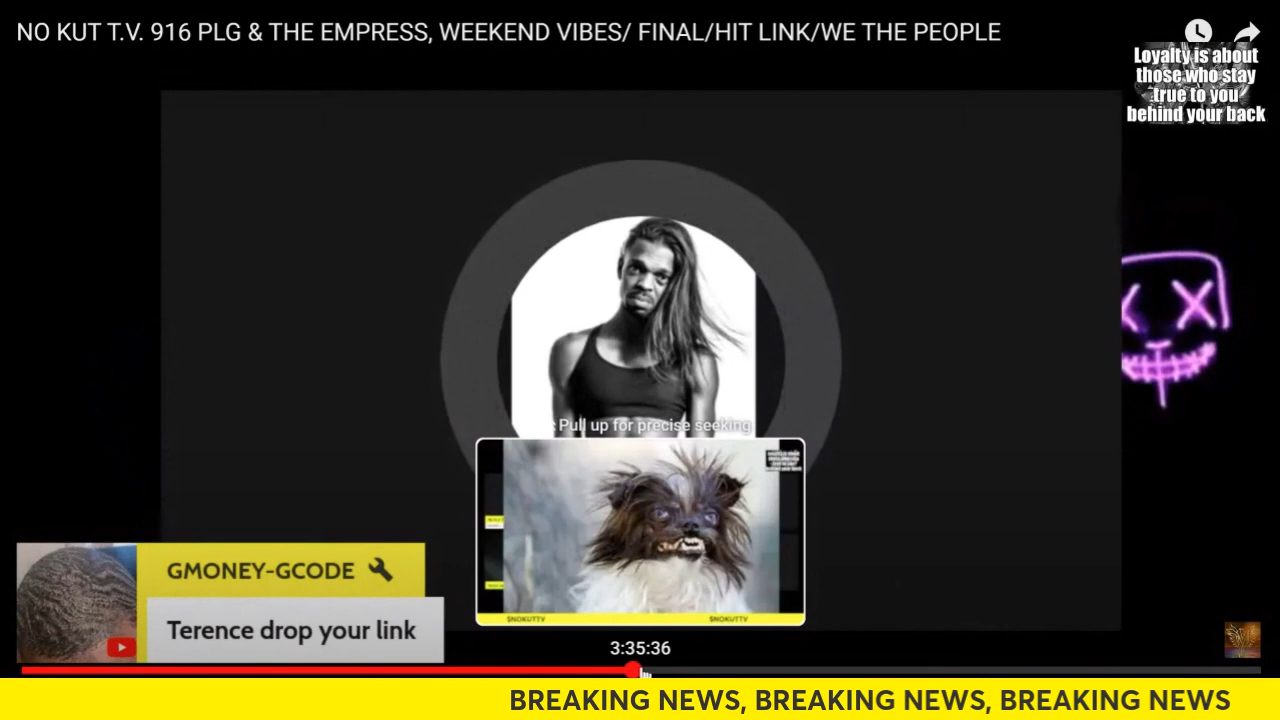 NO KUT T.V. 916 PLG & THE EMPRESS, WEEKEND VIBES/ FINAL/HIT LINK/WE THE PEOPLE
Loyalty is about
those who stay
true to you
behind your back
Pull up for precise seeking
$NOKUTTV $NOKUTTV
GMONEY-GCODE
Terence drop your link
3:35:36
BREAKING NEWS, BREAKING NEWS, BREAKING NEWS